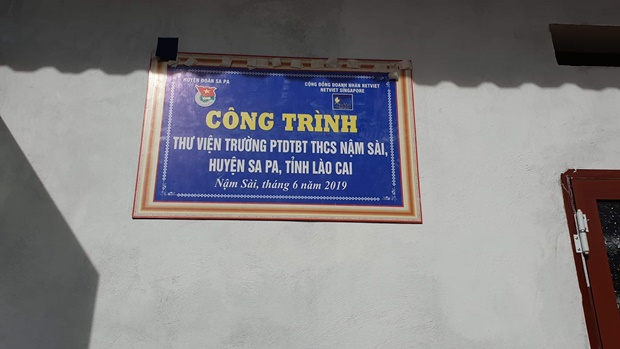 HUYỆN ĐOÀN SA PA
CỘNG ĐỒNG DOANH NHÂN NETVIET
NETVIET SINGAPORE
CÔNG TRÌNH
THƯ VIỆN TRƯỜNG PTDTBT THCS NẬM SÀI,
HUYỆN SA PA, TỈNH LÀO CAI
Nậm Sài, tháng 6 năm 2019